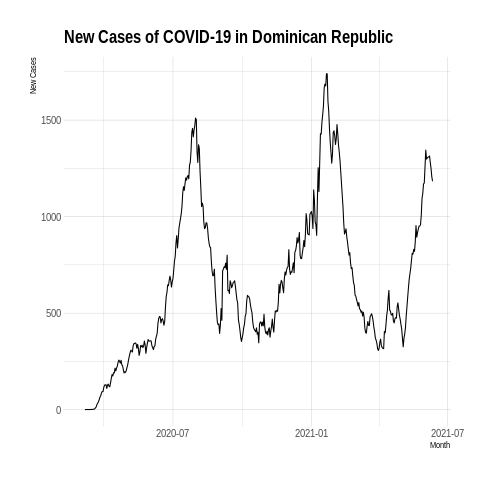 New Cases of COVID-19 in Dominican Republic
New Cases
1500
1000
500
0
2020-07
2021-01
2021-07
Month